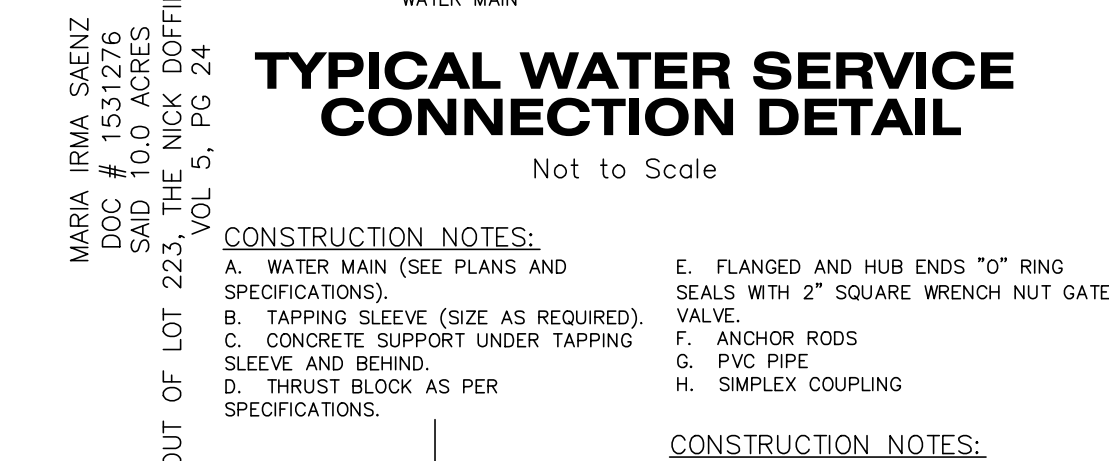 WATER MAIN
TYPICAL WATER SERVICE
CONNECTION DETAIL
Not to Scale
MARIA IRMA SAENZ
DOC # 1531276
SAID 10.0 ACRES
OUT OF LOT 223, THE NICK
VOL 5, PG 24
CONSTRUCTION NOTES:
A. WATER MAIN (SEE PLANS AND
SPECIFICATIONS).
B. TAPPING SLEEVE (SIZE AS REQUIRED).
C. CONCRETE SUPPORT UNDER TAPPING
SLEEVE AND BEHIND.
D. THRUST BLOCK AS PER
SPECIFICATIONS.
E. FLANGED AND HUB ENDS "O" RING
SEALS WITH 2" SQUARE WRENCH NUT GATE
VALVE.
F. ANCHOR RODS
G. PVC PIPE
H. SIMPLEX COUPLING
CONSTRUCTION NOTES: